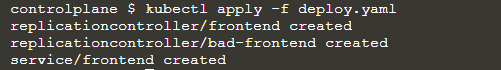 controlplane $ kubectl apply -f deploy.yaml
replicationcontroller/frontend created
replicationcontroller/bad-frontend created
service/frontend created